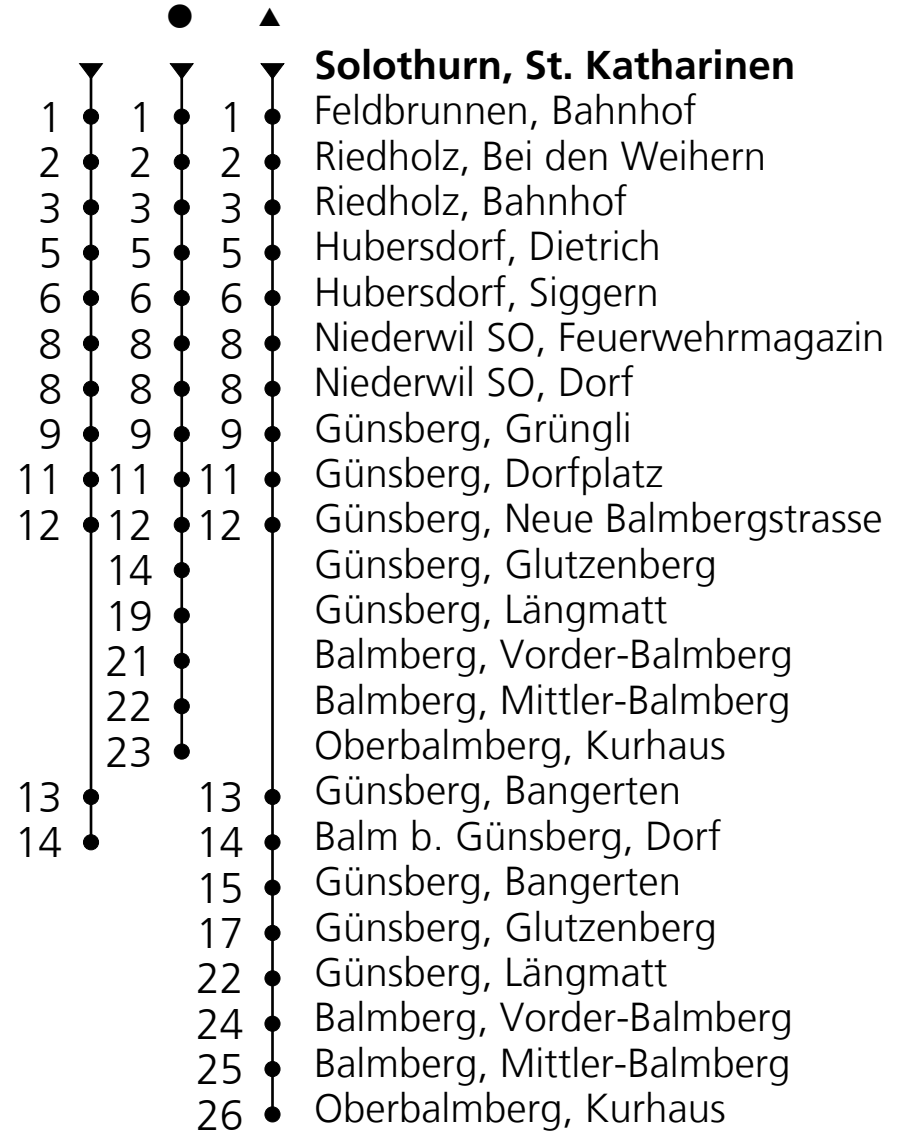 Solothurn, St. Katharinen
1 1 1 Feldbrunnen, Bahnhof
2 2 2 Riedholz, Bei den Weihern
3 3 3 Riedholz, Bahnhof
5 5 5 Hubersdorf, Dietrich
6 6 6 Hubersdorf, Siggern
8 8 8 Niederwil SO, Feuerwehrmagazin
8 8 8 Niederwil SO, Dorf
9 9 9 Günsberg, Grüngli
11 11 11 Günsberg, Dorfplatz
12 12 12 Günsberg, Neue Balmbergstrasse
14 Günsberg, Glutzenberg
19 Günsberg, Längmatt
21 Balmberg, Vorder-Balmberg
22 Balmberg, Mittler-Balmberg
23 Oberbalmberg, Kurhaus
13 13 Günsberg, Bangerten
14 14 Balm b. Günsberg, Dorf
15 Günsberg, Bangerten
17 Günsberg, Glutzenberg
22 Günsberg, Längmatt
24 Balmberg, Vorder-Balmberg
25 Balmberg, Mittler-Balmberg
26 Oberbalmberg, Kurhaus